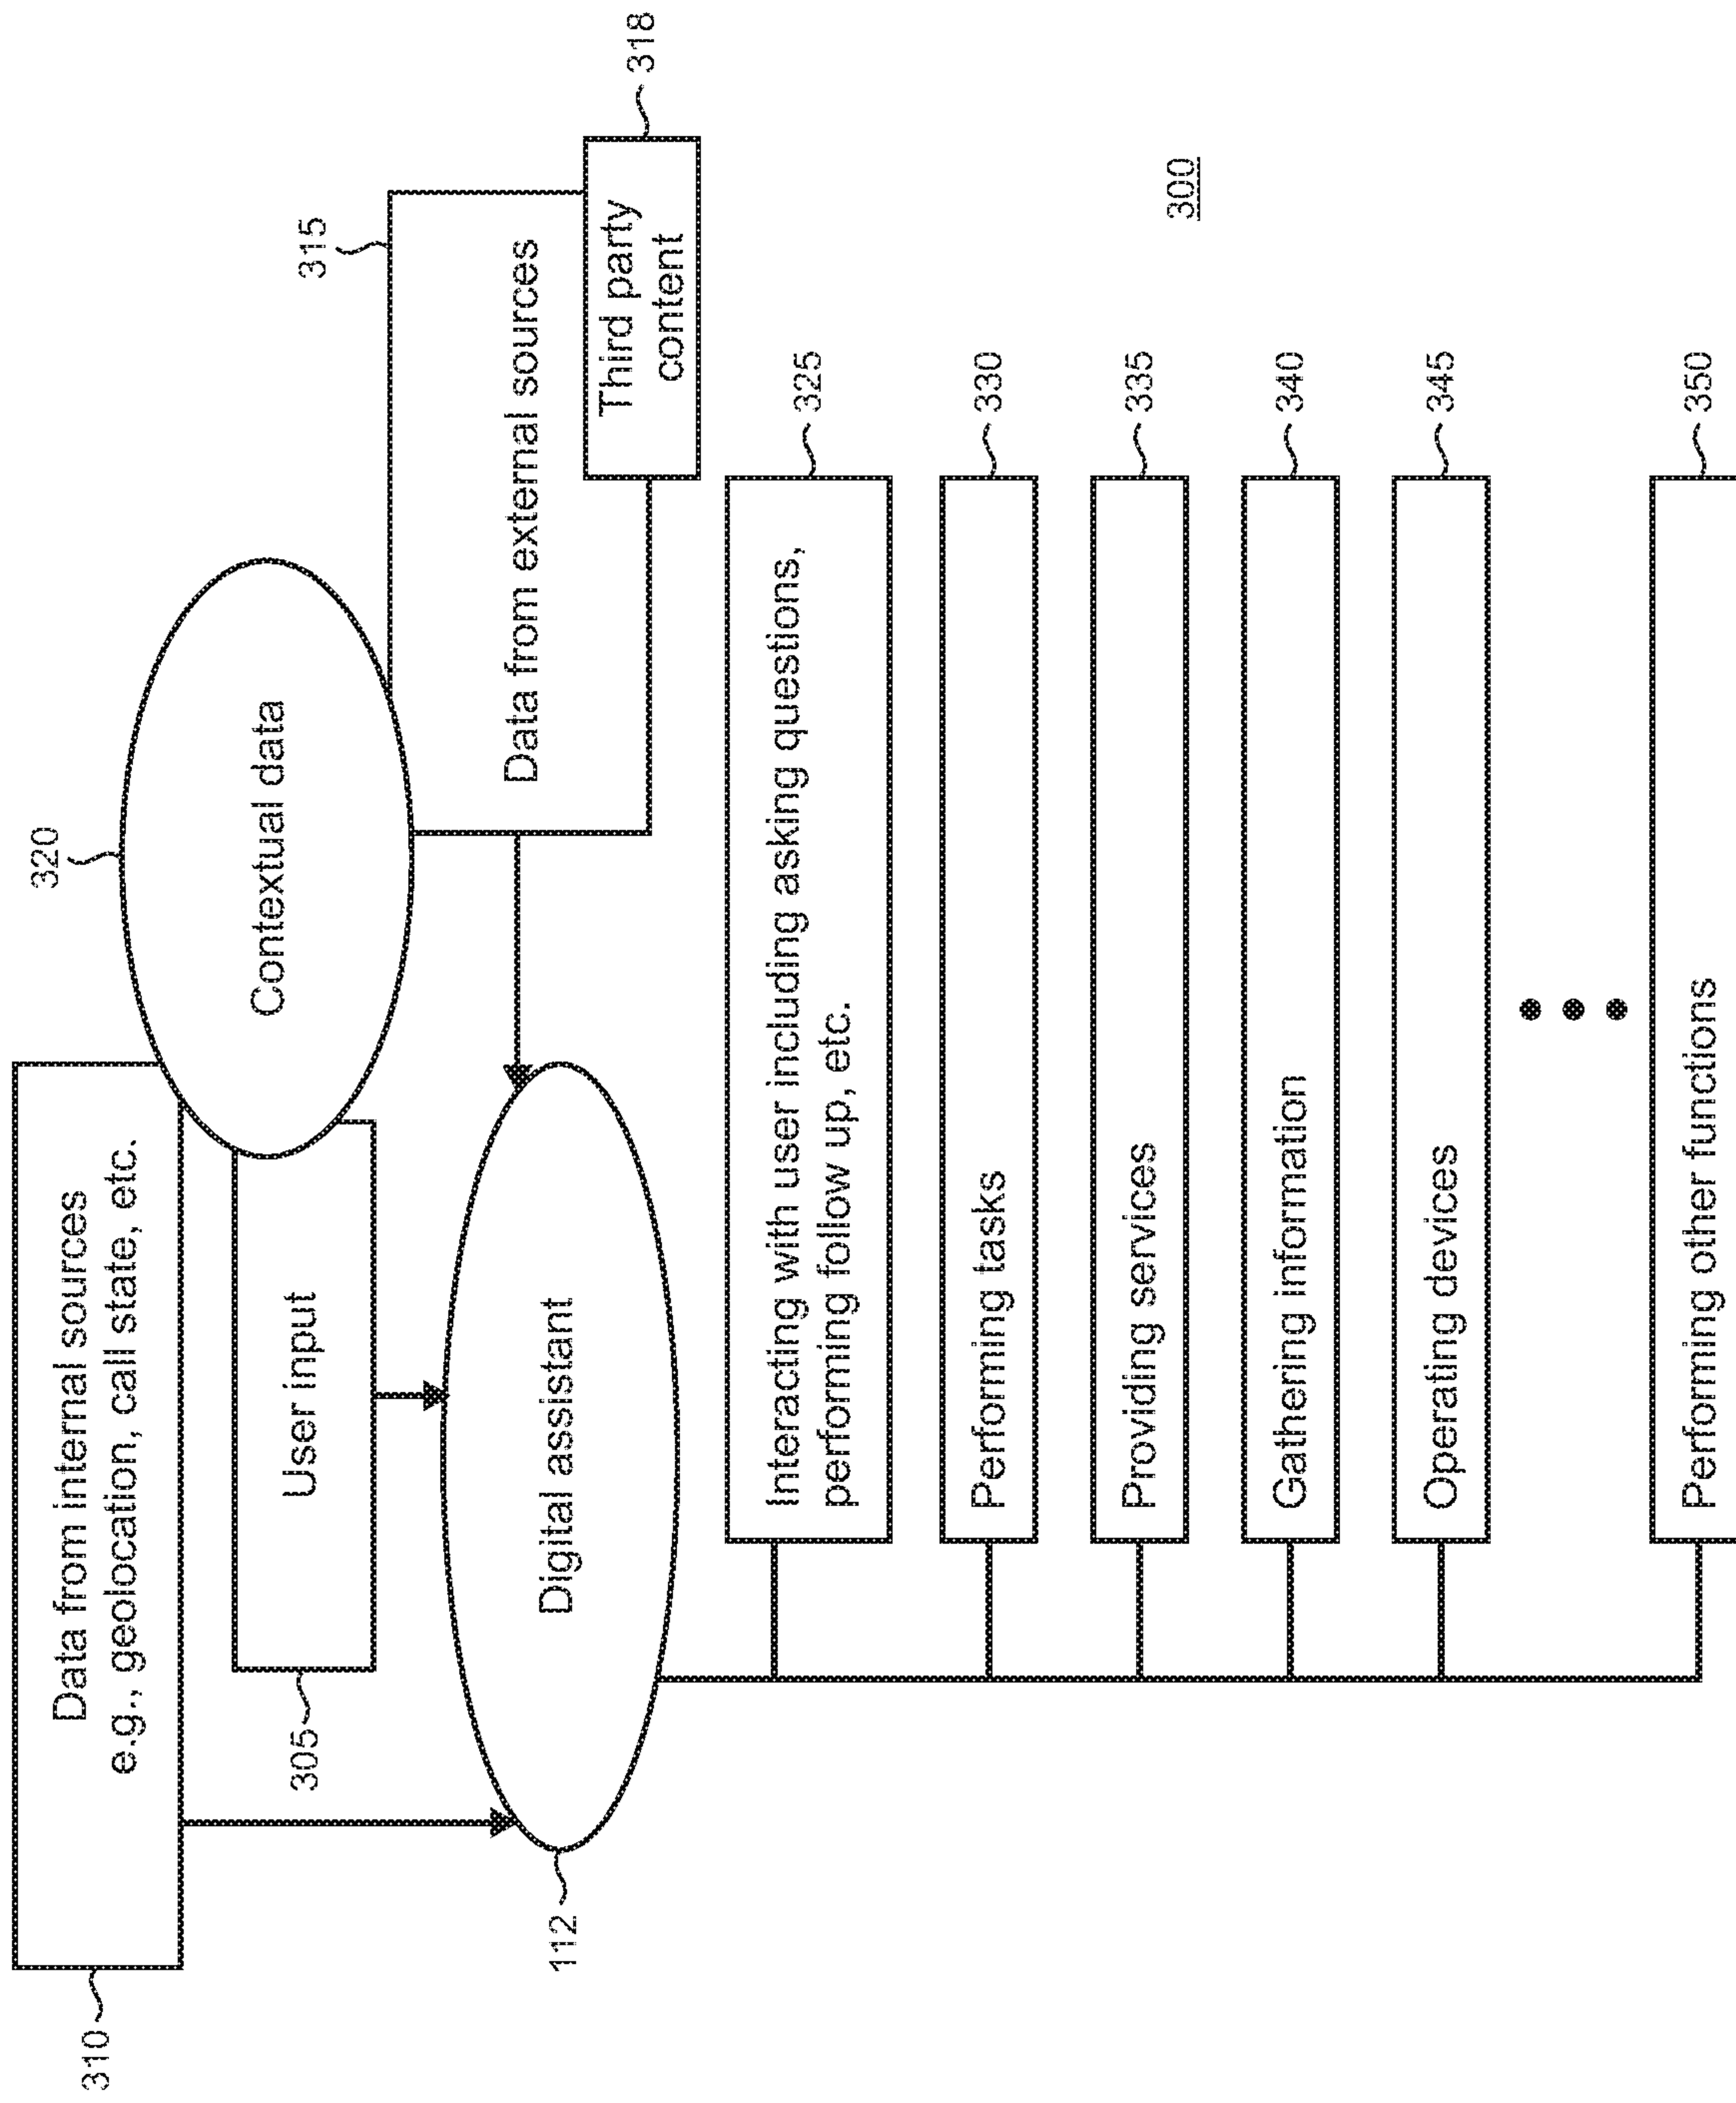 310
Data from internal sources
e.g., geolocation, call state, etc.
320
Contextual data
305
User input
315
Data from external sources
Third party
content
318
112
Digital assistant
Interacting with user including asking questions,
performing follow up, etc.
325
Performing tasks
330
Providing services
335
300
Gathering information
340
Operating devices
345
Performing other functions
350